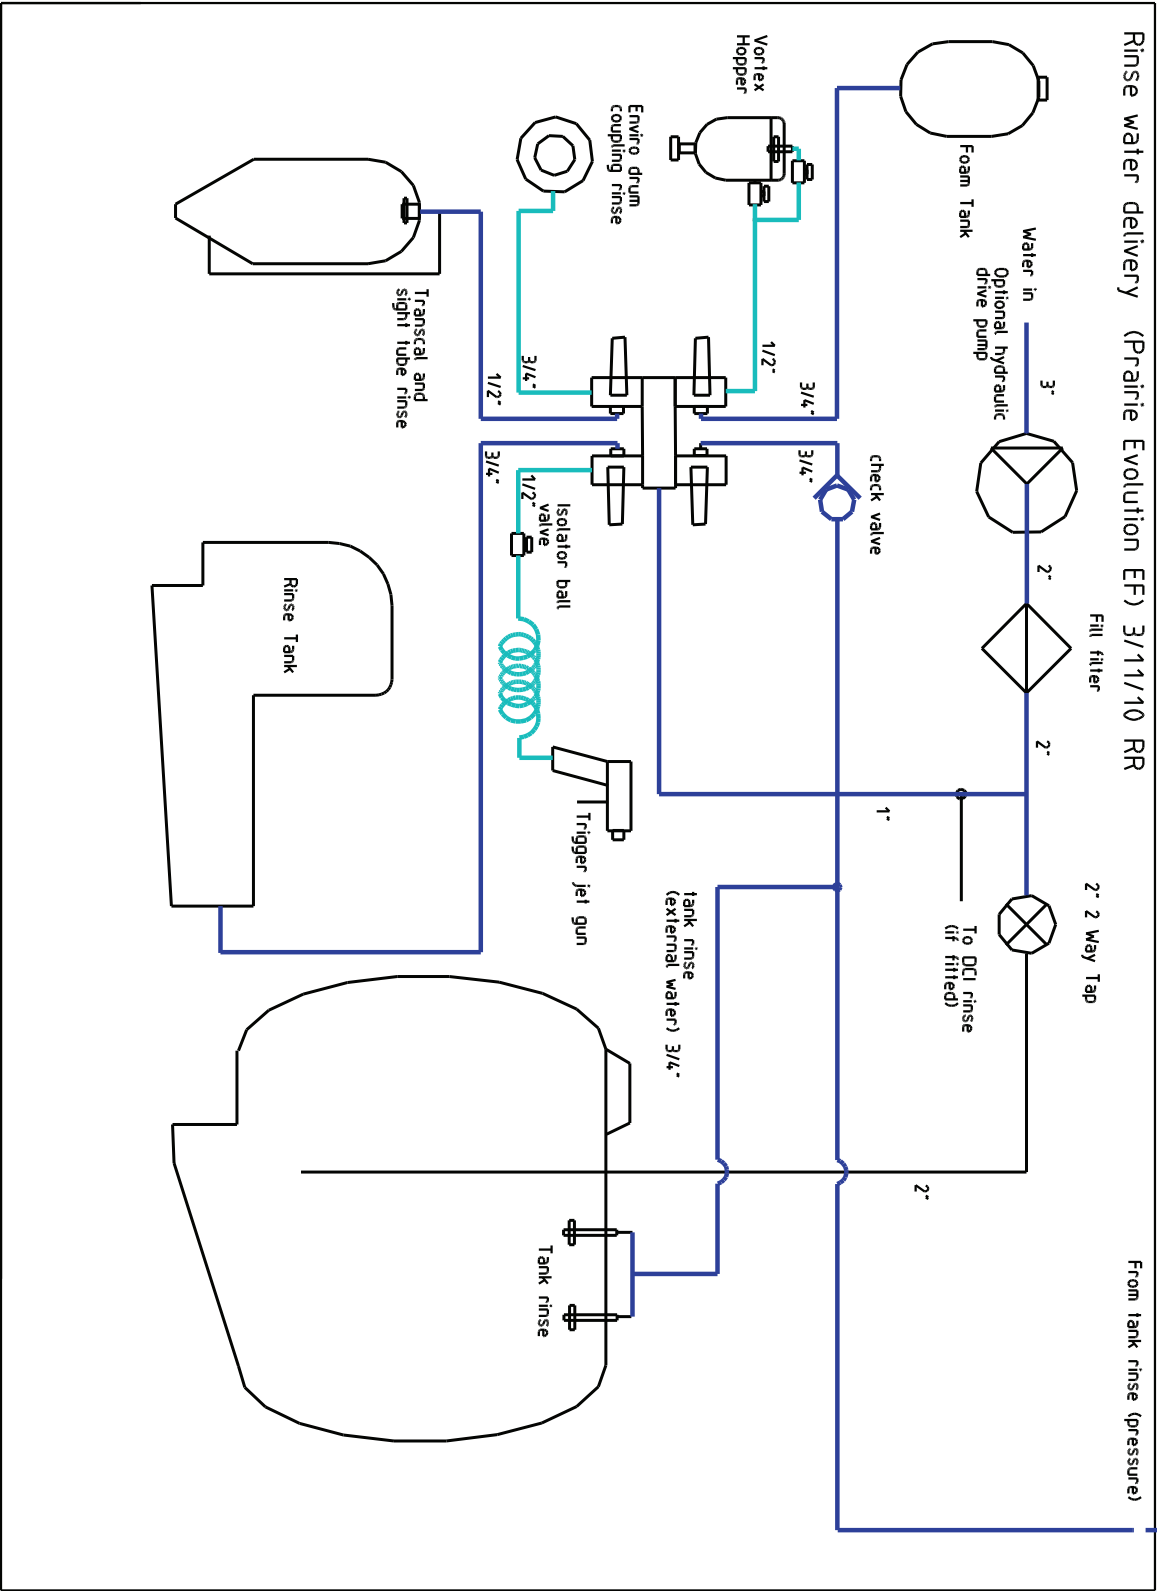 Rinse water delivery (Prairie Evolution EF) 3/11/10 RR
From tank rinse (pressure)
Fill filter
2" 2 Way Tap
Water in
3"
2"
2"
Optional hydraulic
drive pump
Foam Tank
To DCI rinse
(if fitted)
2"
1"
check valve
3/4"
3/4"
Vortex
Hopper
1/2"
tank rinse
(external water) 3/4"
Enviro drum
coupling rinse
3/4"
1/2"
Isolator ball
valve
Trigger jet gun
Tank rinse
1/2"
3/4"
Transcal and
sight tube rinse
Rinse Tank